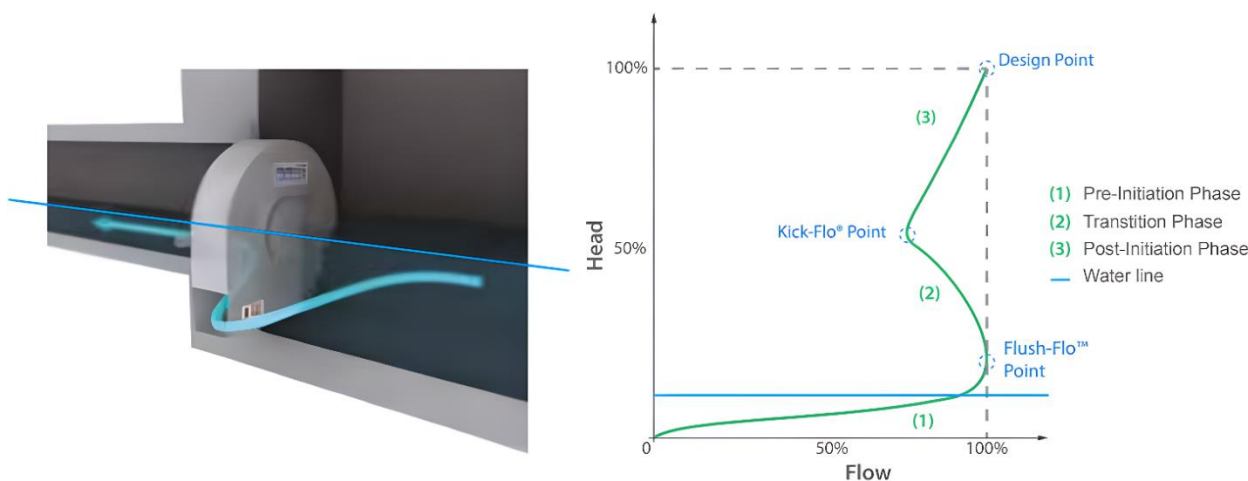 100%
Design Point
(3)
(1) Pre-Initiation Phase
(2) Transtition Phase
(3) Post-Initiation Phase
Water line
Kick-Flo® Point
50%
Head
(2)
Flush-Flo™
Point
(1)
0
50%
100%
Flow